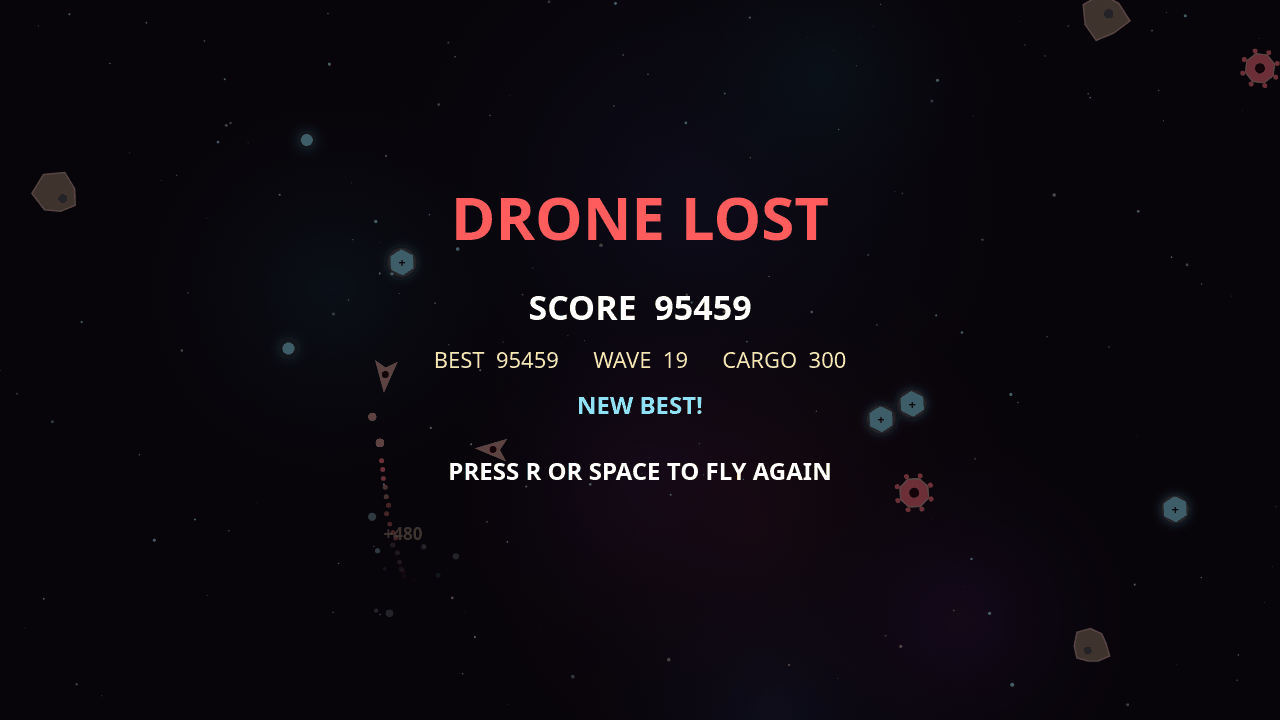 DRONE LOST
SCORE 95459
BEST 95459 WAVE 19 CARGO 300
NEW BEST!
PRESS R OR SPACE TO FLY AGAIN
+480